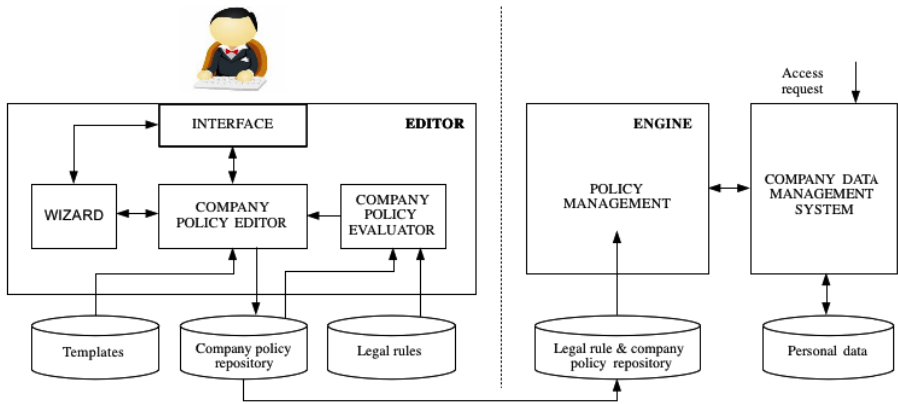 Access
request
INTERFACE
EDITOR
ENGINE
WIZARD
COMPANY
POLICY EDITOR
COMPANY
POLICY
EVALUATOR
POLICY
MANAGEMENT
COMPANY DATA
MANAGEMENT
SYSTEM
Templates
Company policy
repository
Legal rules
Legal rule & company
policy repository
Personal data